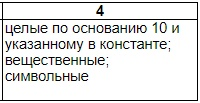 4
целые по основанию 10 и
указанному в константе;
вещественные;
символьные